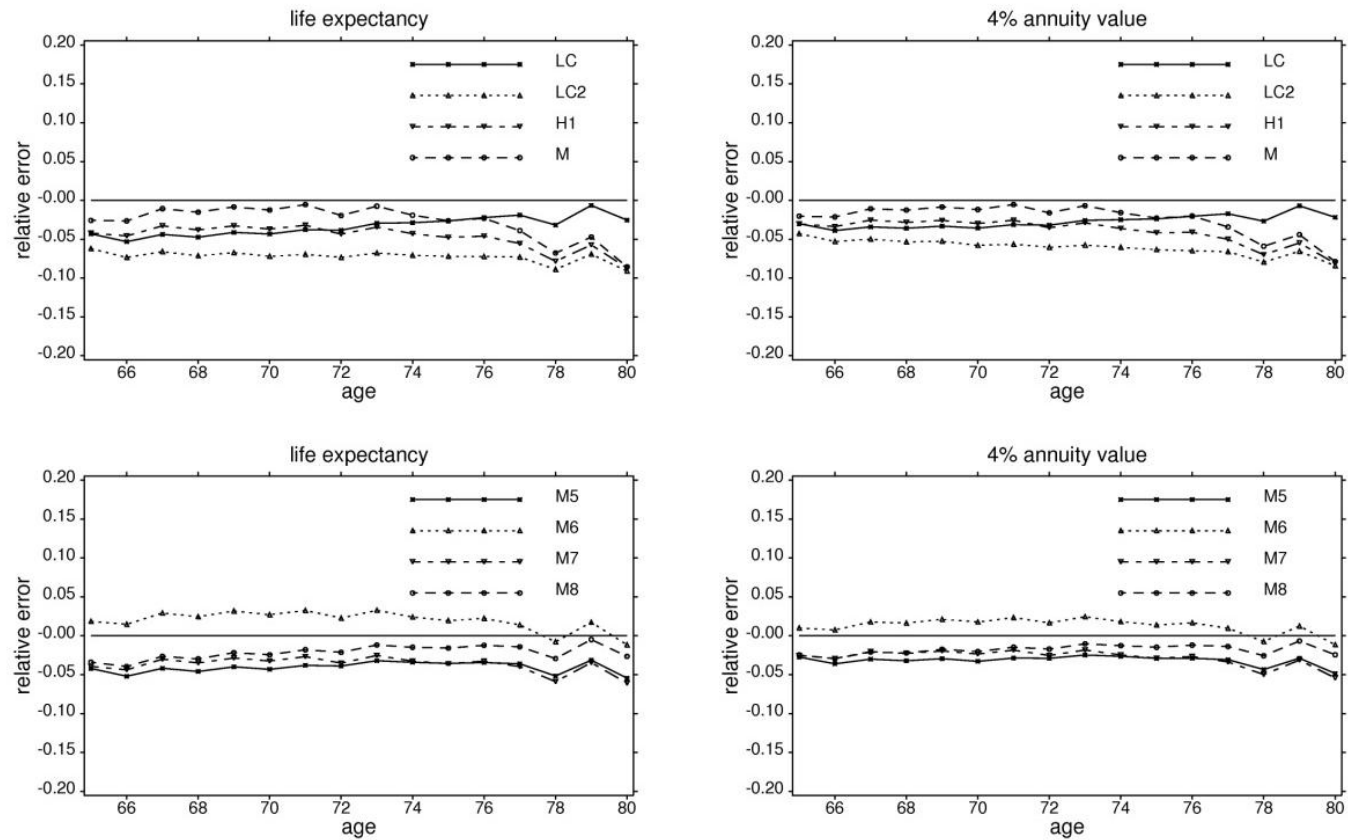 life expectancy
relative error
0.20
0.15
0.10
0.05
-0.00
-0.05
-0.10
-0.15
-0.20
LC
LC2
H1
M
66 68 70 72 74 76 78 80
age
4% annuity value
relative error
0.20
0.15
0.10
0.05
-0.00
-0.05
-0.10
-0.15
-0.20
LC
LC2
H1
M
66 68 70 72 74 76 78 80
age
life expectancy
relative error
0.20
0.15
0.10
0.05
-0.00
-0.05
-0.10
-0.15
-0.20
M5
M6
M7
M8
66 68 70 72 74 76 78 80
age
4% annuity value
relative error
0.20
0.15
0.10
0.05
-0.00
-0.05
-0.10
-0.15
-0.20
M5
M6
M7
M8
66 68 70 72 74 76 78 80
age